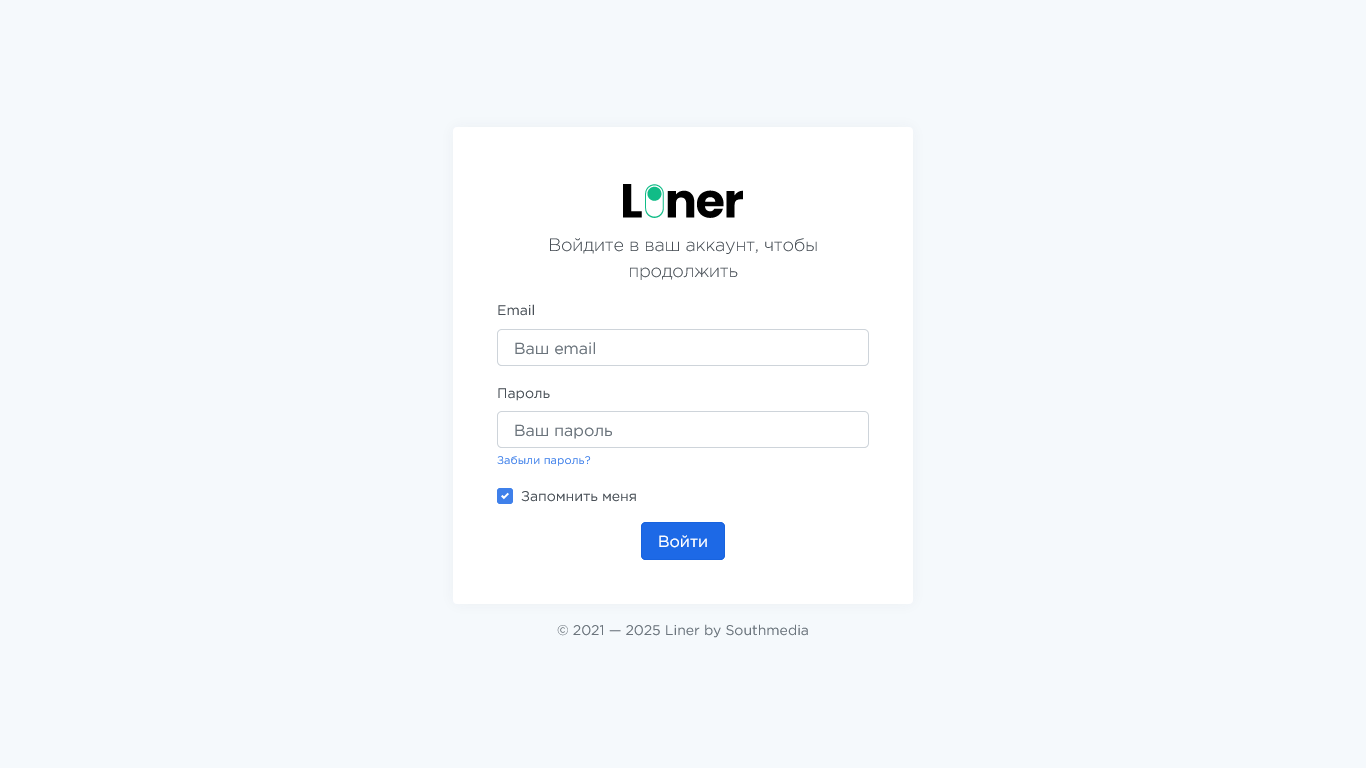 Liner
Войдите в ваш аккаунт, чтобы
продолжить
Email
Ваш email
Пароль
Ваш пароль
Забыли пароль?
Запомнить меня
Войти
© 2021 — 2025 Liner by Southmedia